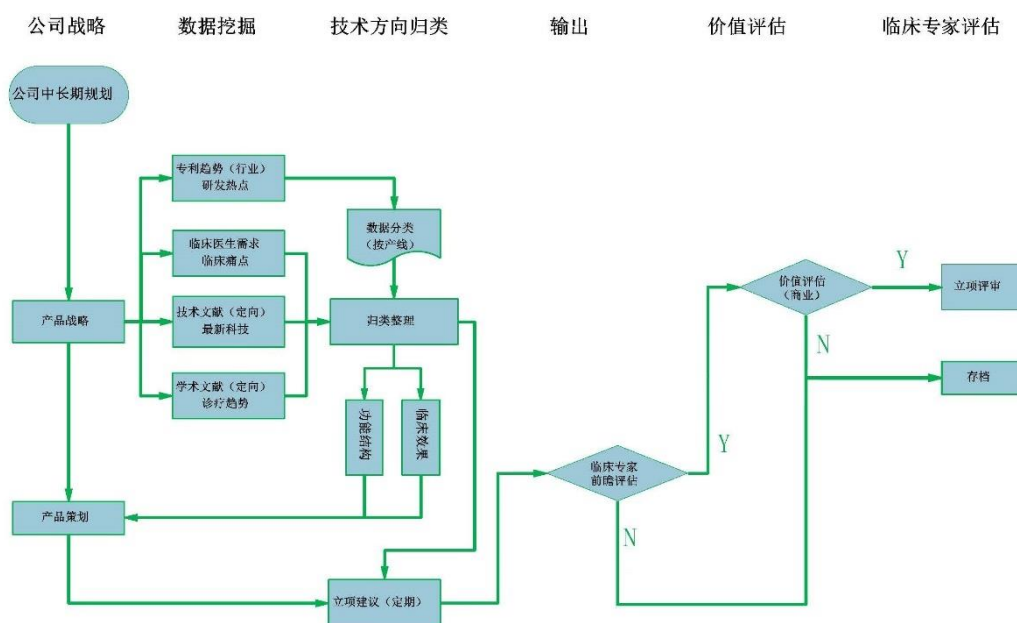 公司战略
数据挖掘
技术方向归类
输出
价值评估
临床专家评估
公司中长期规划
专利趋势（行业）
研发热点
数据分类
（按产线）
临床医生需求
临床痛点
价值评估
（商业）
Y
立项评审
产品战略
技术文献（定向）
最新科技
归类整理
N
学术文献（定向）
诊疗趋势
存档
功能结构
临床效果
Y
临床专家
前瞻评估
产品策划
N
立项建议（定期）